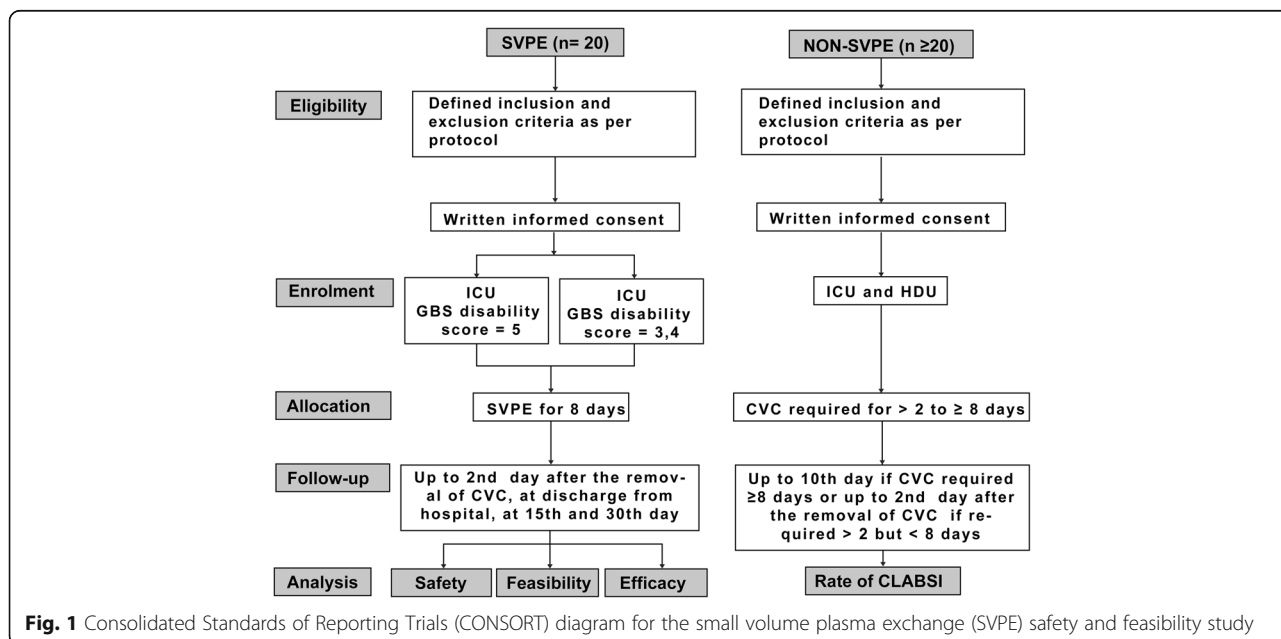 SVPE (n= 20)
NON-SVPE (n ≥20)
Eligibility
Defined inclusion and
exclusion criteria as per
protocol
Defined inclusion and
exclusion criteria as per
protocol
Written informed consent
Written informed consent
Enrolment
ICU
GBS disability
score = 5
ICU
GBS disability
score = 3,4
ICU and HDU
Allocation
SVPE for 8 days
CVC required for > 2 to ≥ 8 days
Follow-up
Up to 2nd day after the remov-
al of CVC, at discharge from
hospital, at 15th and 30th day
Up to 10th day if CVC required
≥8 days or up to 2nd day after
the removal of CVC if re-
quired > 2 but < 8 days
Analysis
Safety
Feasibility
Efficacy
Rate of CLABSI
Fig. 1 Consolidated Standards of Reporting Trials (CONSORT) diagram for the small volume plasma exchange (SVPE) safety and feasibility study